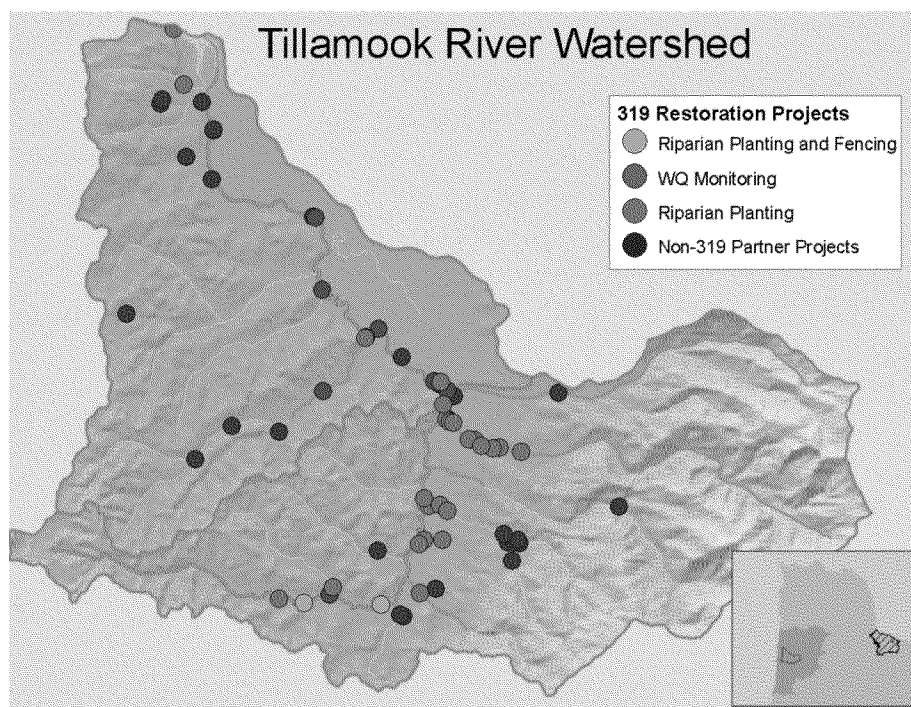 Tillamook River Watershed
319 Restoration Projects
Riparian Planting and Fencing
WQ Monitoring
Riparian Planting
Non-319 Partner Projects